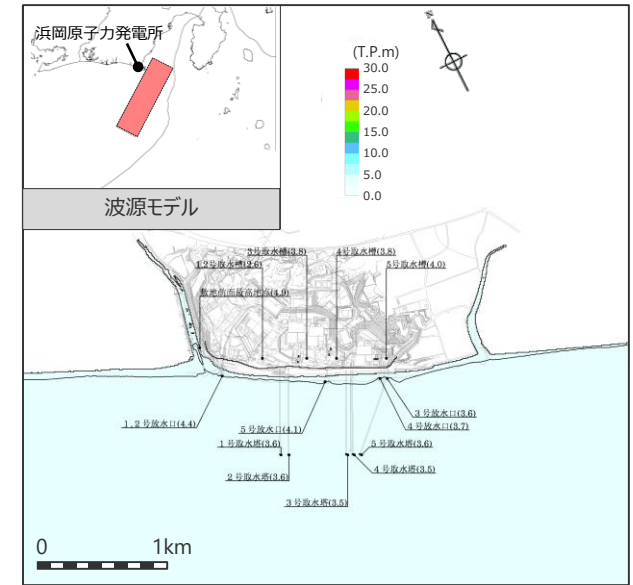 浜岡原子力発電所
波源モデル
(T.P.m)
30.0
25.0
20.0
15.0
10.0
5.0
0.0
N
3号取水槽(3.8)
4号取水槽(3.8)
1,2号取水槽(2.6)
5号取水槽(4.0)
敷地前面最高地点(4.9)
1,2号放水口(4.4)
5号放水口(4.1)
3号放水口(3.6)
4号放水口(3.7)
1号取水塔(3.6)
5号取水塔(3.6)
2号取水塔(3.6)
4号取水塔(3.5)
3号取水塔(3.5)
0 1km